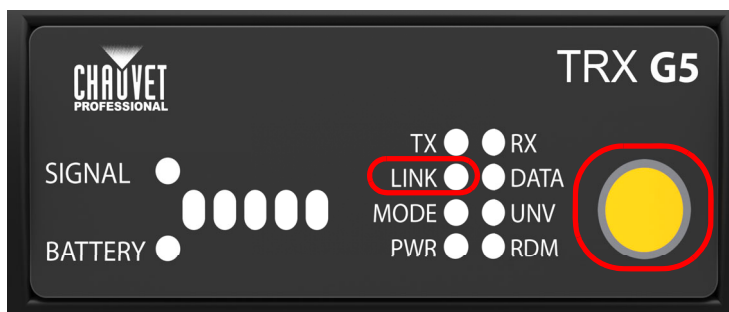 CHAUVET
PROFESSIONAL
TRX G5
SIGNAL
BATTERY
TX RX
LINK DATA
MODE UNV
PWR RDM